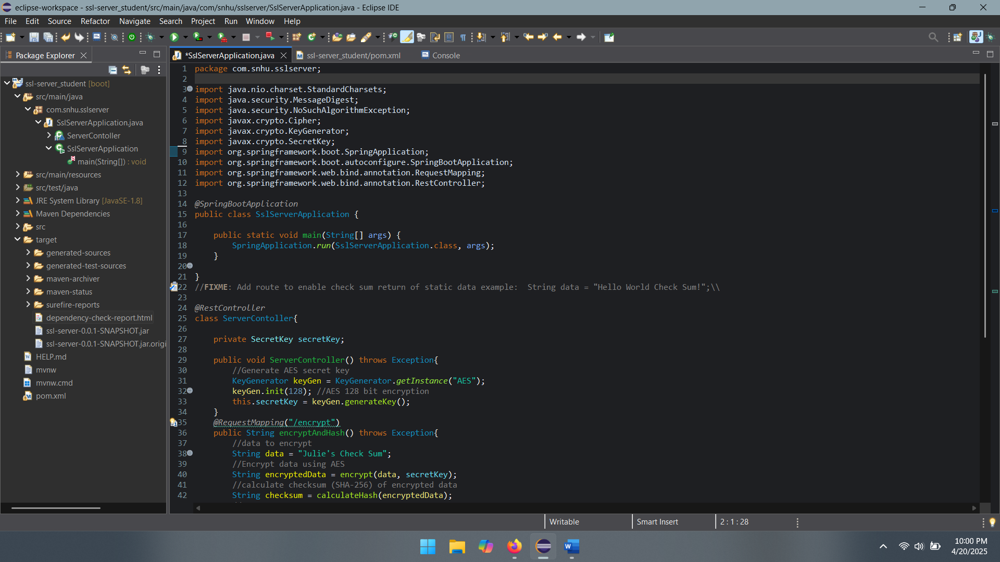 eclipse-workspace - ssl-server_student/src/main/java/com/snhu/sslserver/SslServerApplication.java - Eclipse IDE
File Edit Source Refactor Navigate Search Project Run Window Help
Package Explorer
ssl-server_student [boot]
src/main/java
com.snhu.sslserver
SslServerApplication.java
ServerContoller
SslServerApplication
main(String[]) : void
src/main/resources
src/test/java
JRE System Library [JavaSE-1.8]
Maven Dependencies
src
target
generated-sources
generated-test-sources
maven-archiver
maven-status
surefire-reports
dependency-check-report.html
ssl-server-0.0.1-SNAPSHOT.jar
ssl-server-0.0.1-SNAPSHOT.jar.origi
HELP.md
mvnw
mvnw.cmd
pom.xml
*SslServerApplication.java ssl-server_student/pom.xml Console
1 package com.snhu.sslserver;
2
3 import java.nio.charset.StandardCharsets;
4 import java.security.MessageDigest;
5 import java.security.NoSuchAlgorithmException;
6 import javax.crypto.Cipher;
7 import javax.crypto.KeyGenerator;
8 import javax.crypto.SecretKey;
9 import org.springframework.boot.SpringApplication;
10 import org.springframework.boot.autoconfigure.SpringBootApplication;
11 import org.springframework.web.bind.annotation.RequestMapping;
12 import org.springframework.web.bind.annotation.RestController;
13
14 @SpringBootApplication
15 public class SslServerApplication {
16
17 public static void main(String[] args) {
18 SpringApplication.run(SslServerApplication.class, args);
19 }
20
21 }
22 //FIXME: Add route to enable check sum return of static data example:  String data = "Hello World Check Sum!";\\
23
24 @RestController
25 class ServerContoller{
26
27 private SecretKey secretKey;
28
29 public void ServerController() throws Exception{
30 //Generate AES secret key
31 KeyGenerator keyGen = KeyGenerator.getInstance("AES");
32 keyGen.init(128); //AES 128 bit encryption
33 this.secretKey = keyGen.generateKey();
34 }
35 @RequestMapping("/encrypt")
36 public String encryptAndHash() throws Exception{
37 //data to encrypt
38 String data = "Julie's Check Sum";
39 //Encrypt data using AES
40 String encryptedData = encrypt(data, secretKey);
41 //calculate checksum (SHA-256) of encrypted data
42 String checksum = calculateHash(encryptedData);
Writable Smart Insert 2 : 1 : 28
10:00 PM
4/20/2025